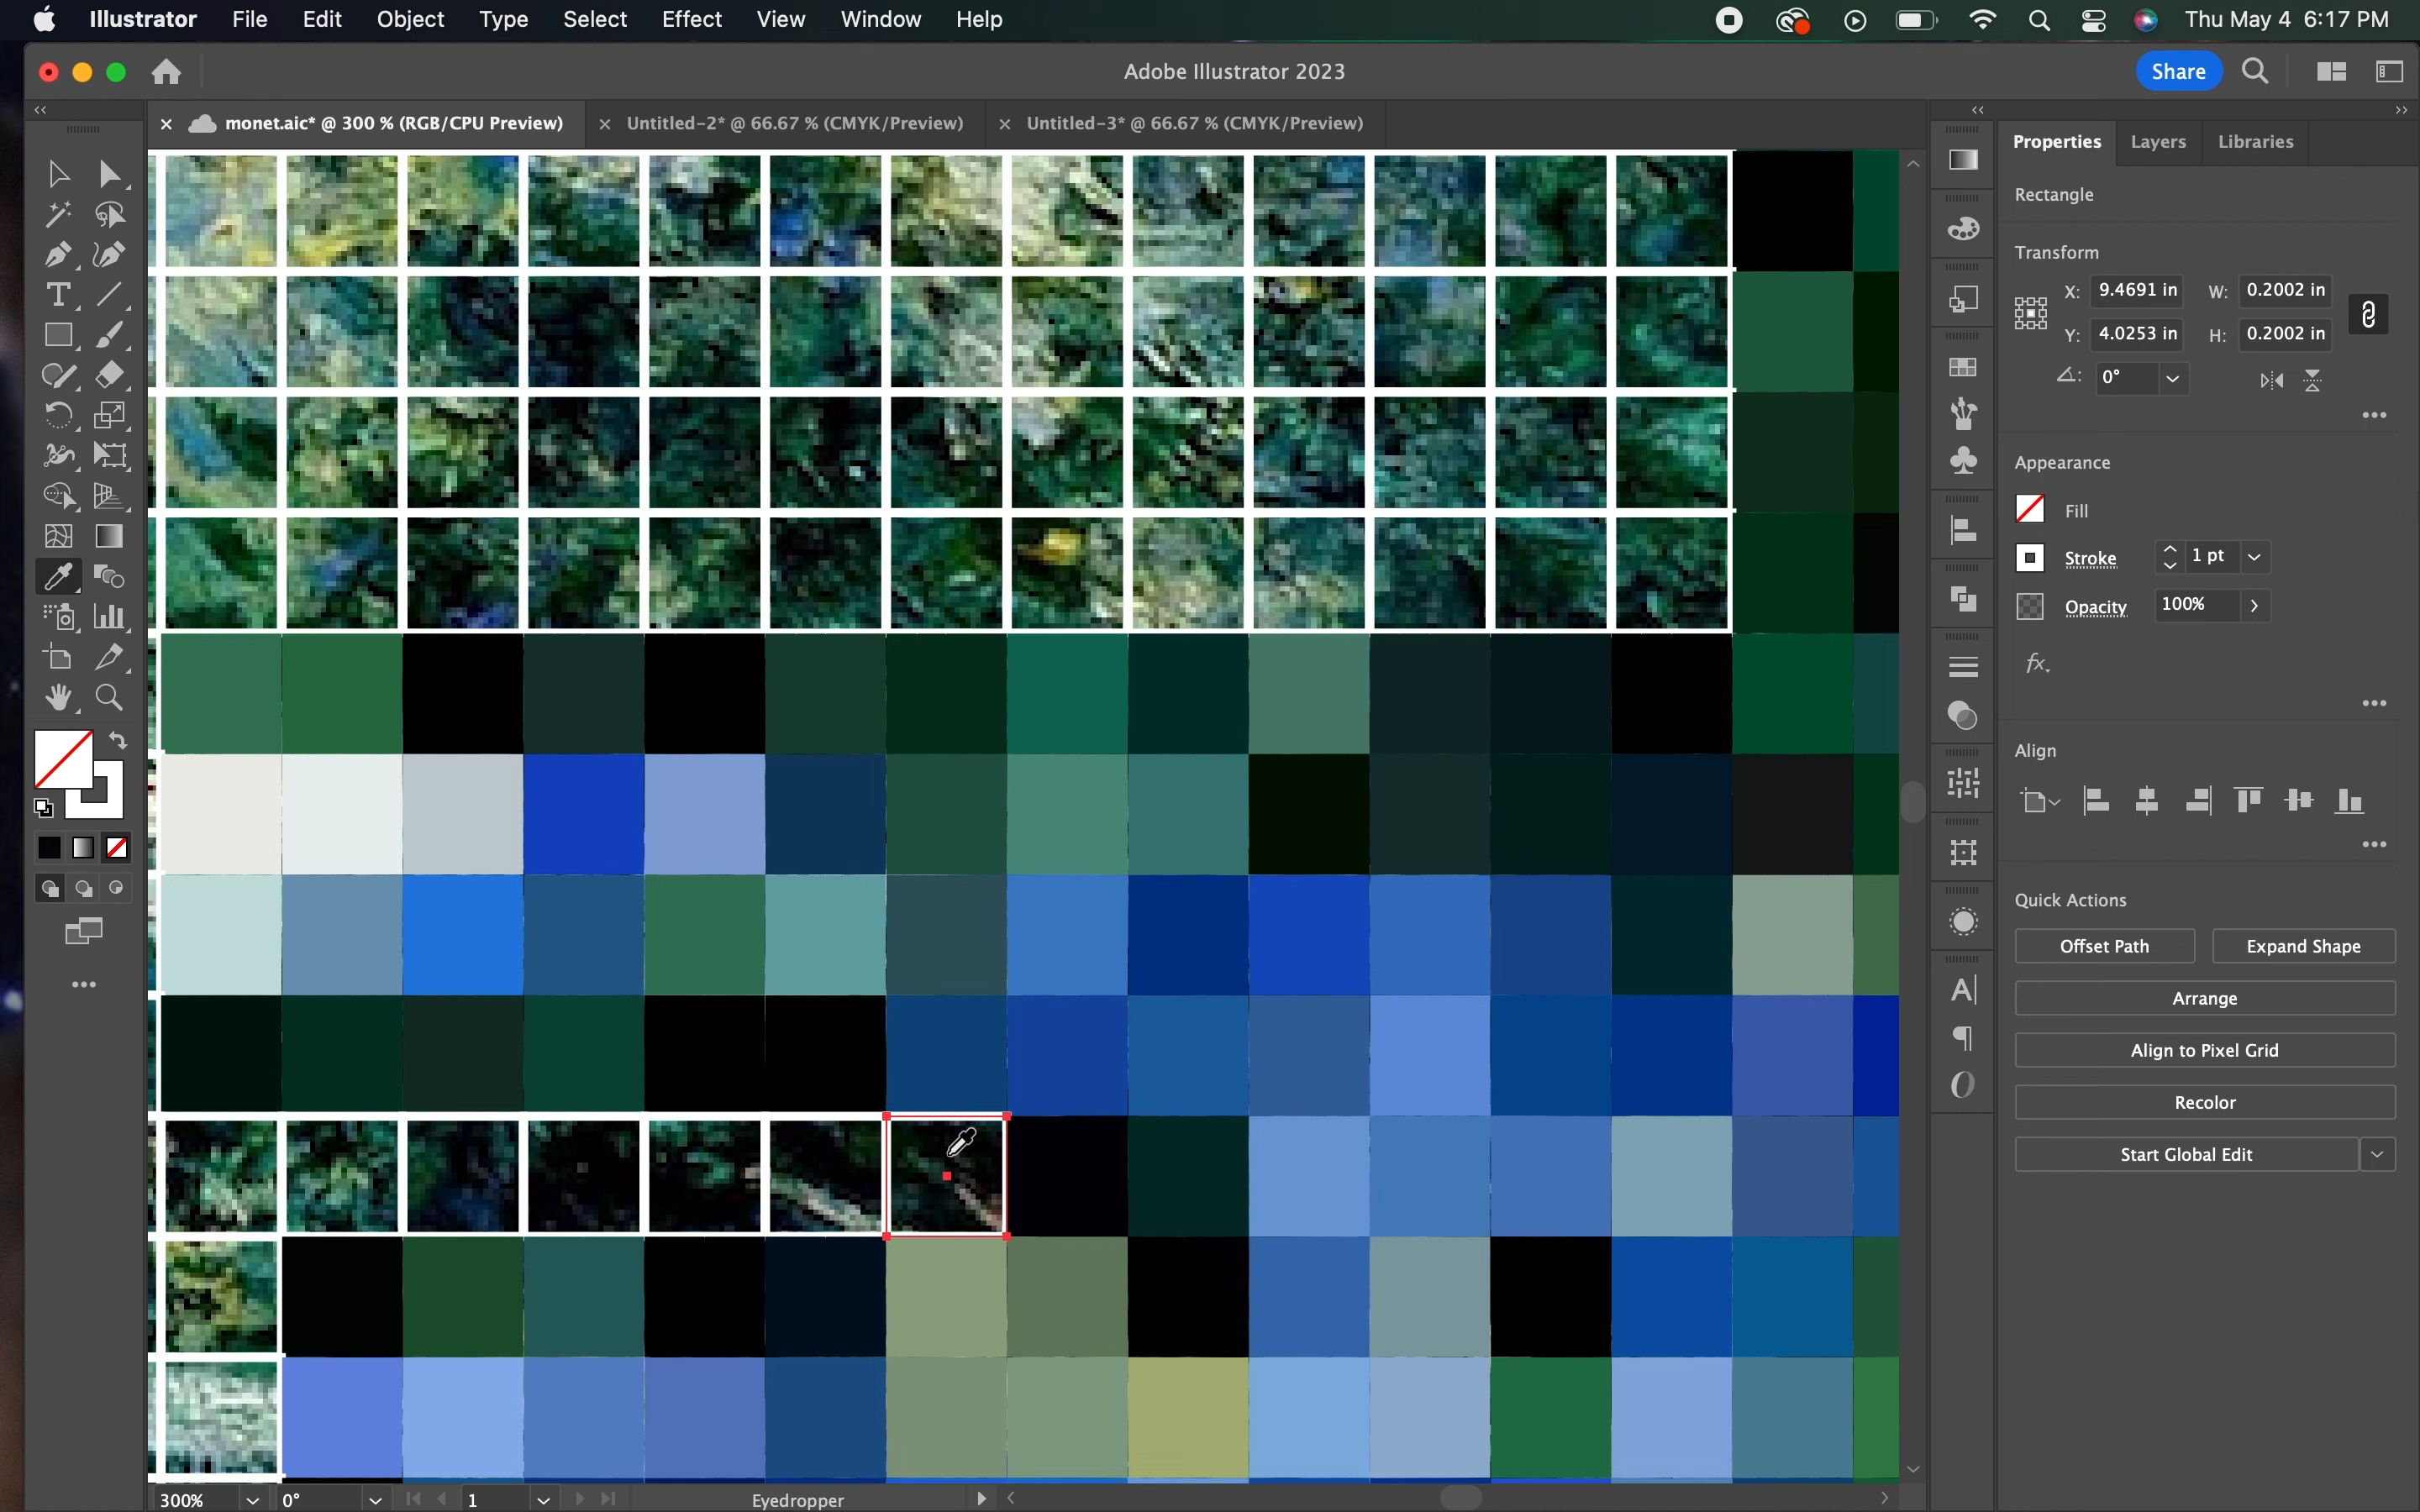 Illustrator File Edit Object Type Select Effect View Window Help Thu May 4 6:17 PM
Adobe Illustrator 2023
Share
monet.aic* @ 300 % (RGB/CPU Preview)
Untitled-2* @ 66.67 % (CMYK/Preview)
Untitled-3* @ 66.67 % (CMYK/Preview)
Properties Layers Libraries
Rectangle
Transform
X: 9.4691 in W: 0.2002 in
Y: 4.0253 in H: 0.2002 in
0°
Appearance
Fill
Stroke 1 pt
Opacity 100%
fx.
Align
Quick Actions
Offset Path Expand Shape
Arrange
Align to Pixel Grid
Recolor
Start Global Edit
300% 0° 1 Eyedropper